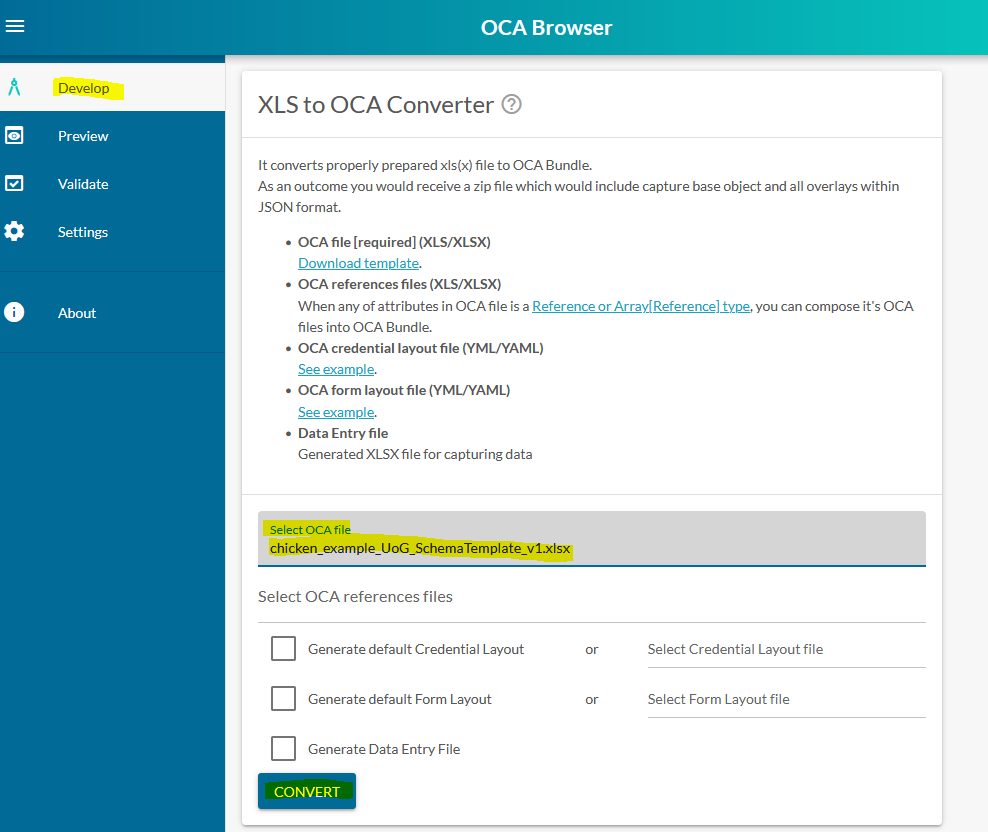 OCA Browser
Develop
Preview
Validate
Settings
About
XLS to OCA Converter ?
It converts properly prepared xls(x) file to OCA Bundle.
As an outcome you would receive a zip file which would include capture base object and all overlays within
JSON format.
• OCA file [required] (XLS/XLSX)
Download template.
• OCA references files (XLS/XLSX)
When any of attributes in OCA file is a Reference or Array[Reference] type, you can compose it's OCA
files into OCA Bundle.
• OCA credential layout file (YML/YAML)
See example.
• OCA form layout file (YML/YAML)
See example.
• Data Entry file
Generated XLSX file for capturing data
Select OCA file
chicken_example_UoG_SchemaTemplate_v1.xlsx
Select OCA references files
Generate default Credential Layout or Select Credential Layout file
Generate default Form Layout or Select Form Layout file
Generate Data Entry File
CONVERT